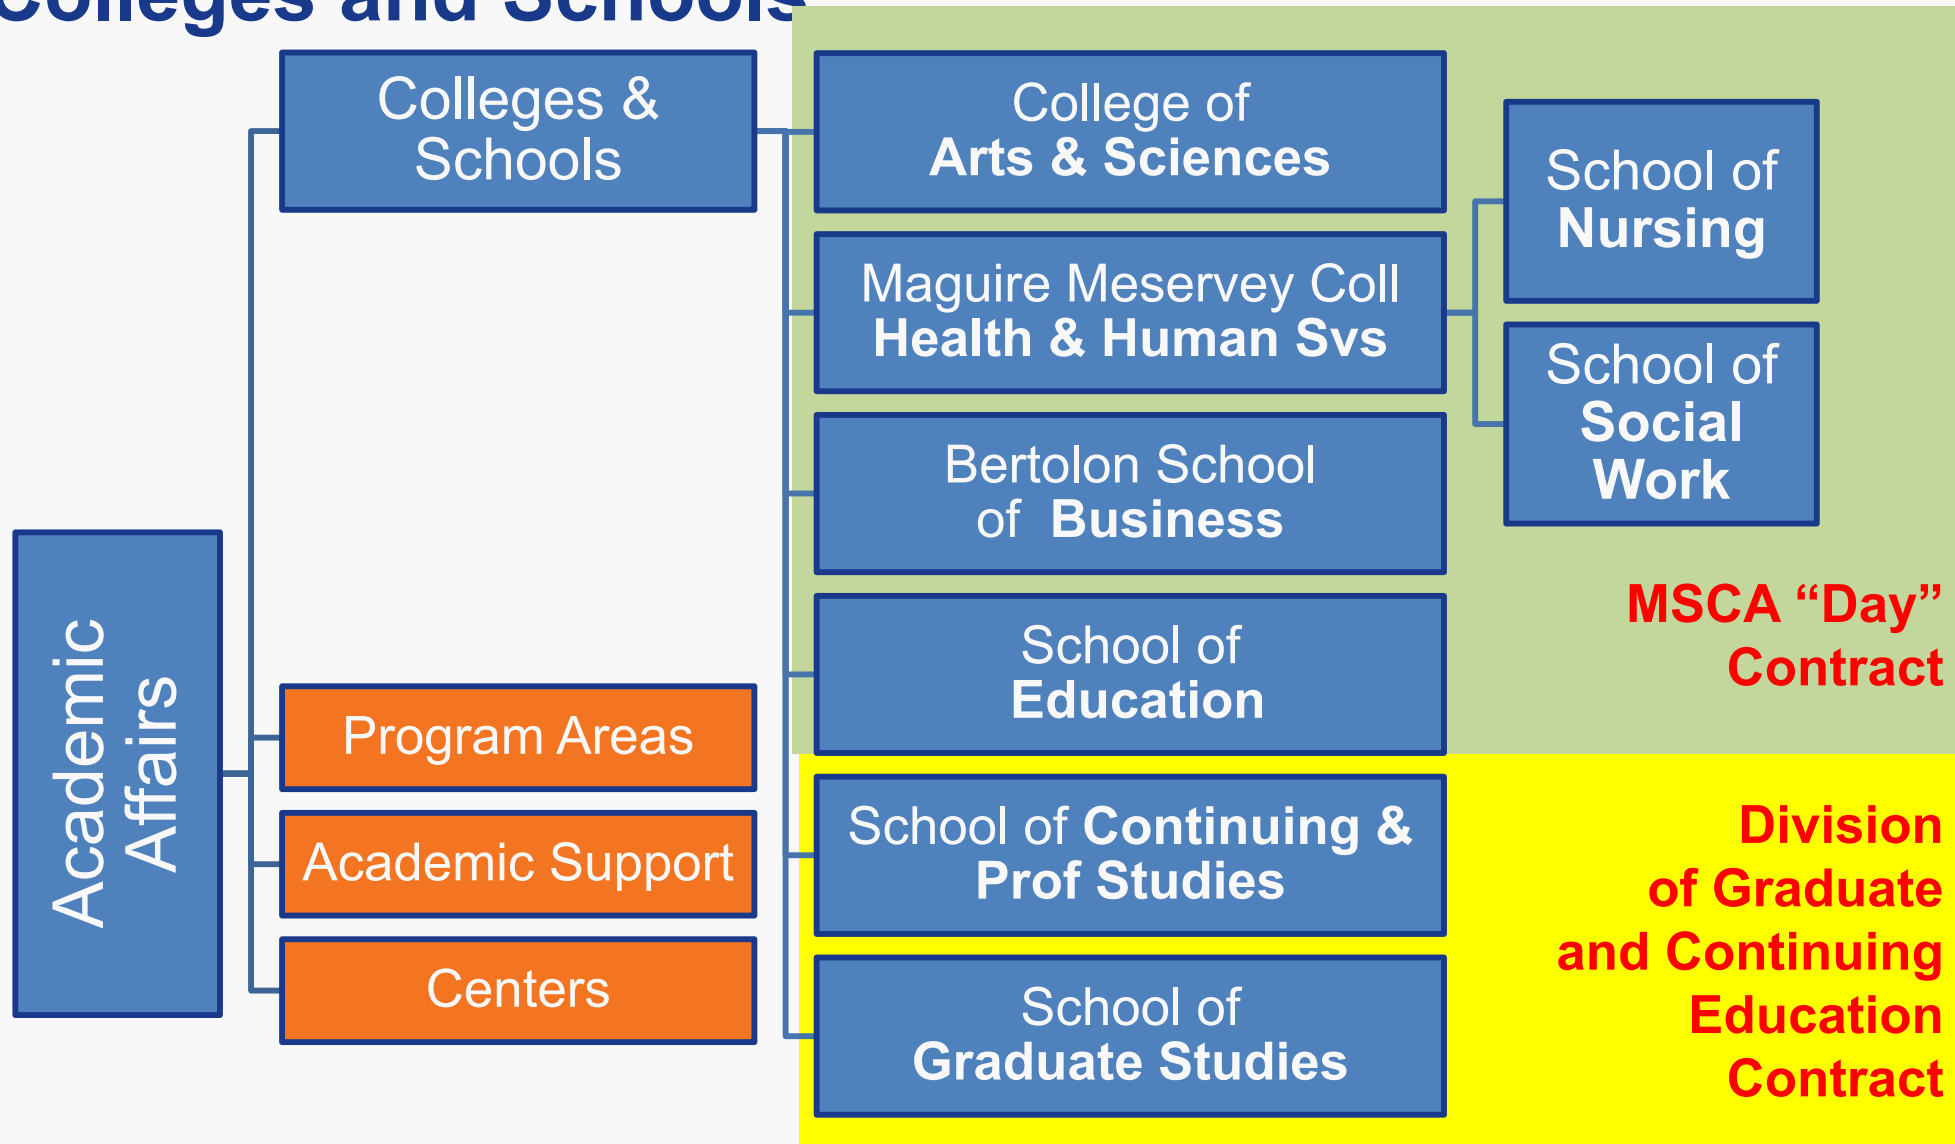 Colleges and Schools
Colleges &
Schools
College of
Arts & Sciences
School of
Nursing
Maguire Meservey Coll
Health & Human Svs
School of
Social
Work
Bertolon School
of Business
MSCA “Day”
Contract
School of
Education
Academic
Affairs
Program Areas
Academic Support
Centers
School of Continuing &
Prof Studies
School of
Graduate Studies
Division
of Graduate
and Continuing
Education
Contract